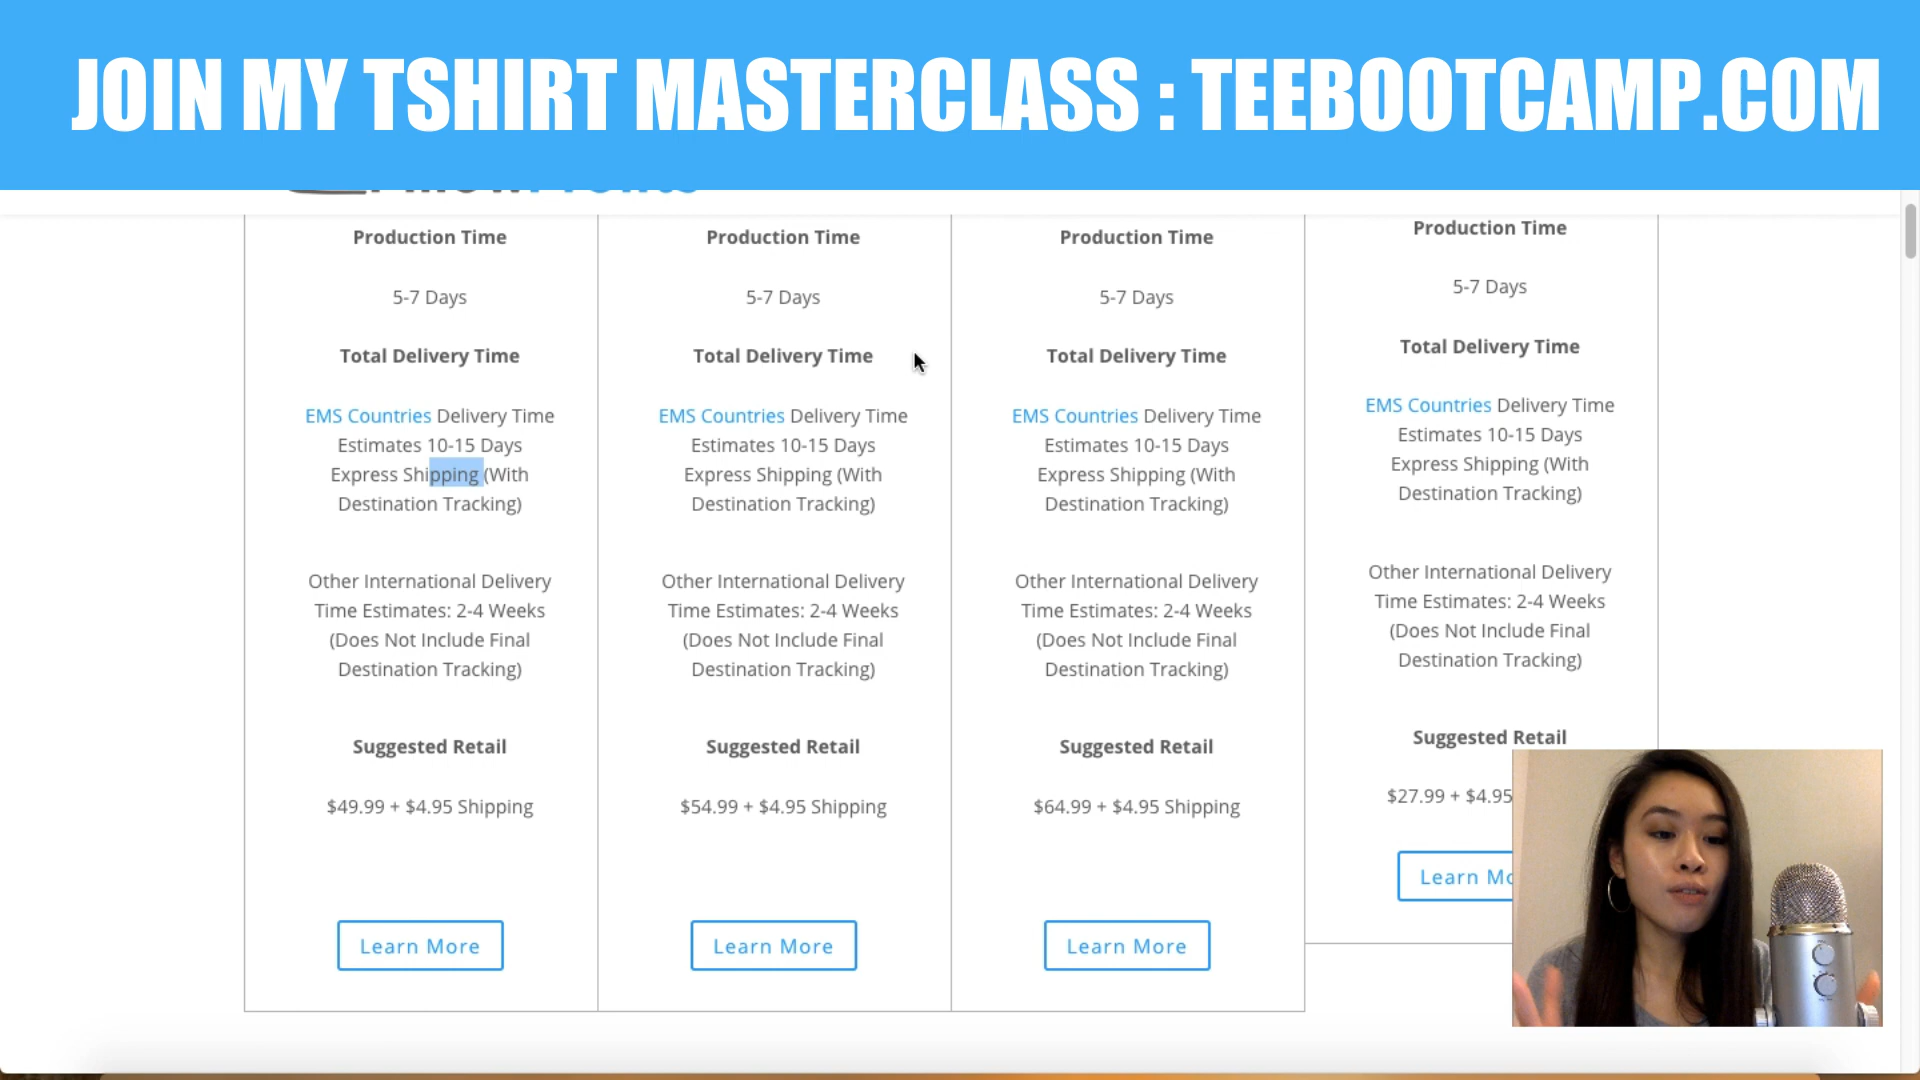 JOIN MY TSHIRT MASTERCLASS : TEEBOOTCAMP.COM
Production Time
5-7 Days
Total Delivery Time
EMS Countries Delivery Time
Estimates 10-15 Days
Express Shipping (With
Destination Tracking)
Other International Delivery
Time Estimates: 2-4 Weeks
(Does Not Include Final
Destination Tracking)
Suggested Retail
$49.99 + $4.95 Shipping
Learn More
Production Time
5-7 Days
Total Delivery Time
EMS Countries Delivery Time
Estimates 10-15 Days
Express Shipping (With
Destination Tracking)
Other International Delivery
Time Estimates: 2-4 Weeks
(Does Not Include Final
Destination Tracking)
Suggested Retail
$54.99 + $4.95 Shipping
Learn More
Production Time
5-7 Days
Total Delivery Time
EMS Countries Delivery Time
Estimates 10-15 Days
Express Shipping (With
Destination Tracking)
Other International Delivery
Time Estimates: 2-4 Weeks
(Does Not Include Final
Destination Tracking)
Suggested Retail
$64.99 + $4.95 Shipping
Learn More
Production Time
5-7 Days
Total Delivery Time
EMS Countries Delivery Time
Estimates 10-15 Days
Express Shipping (With
Destination Tracking)
Other International Delivery
Time Estimates: 2-4 Weeks
(Does Not Include Final
Destination Tracking)
Suggested Retail
$27.99 + $4.95
Learn Mo